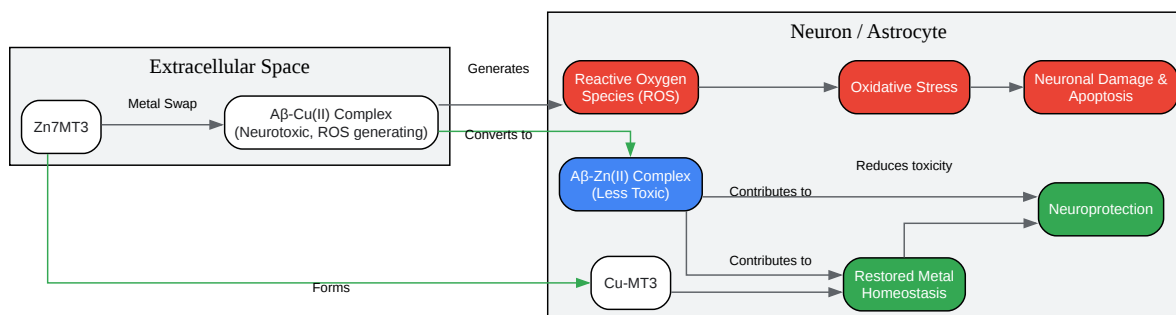 Neuron / Astrocyte
Extracellular Space
Generates
Reactive Oxygen
Species (ROS)
Oxidative Stress
Neuronal Damage &
Apoptosis
Metal Swap
Zn7MT3
Aβ-Cu(II) Complex
(Neurotoxic, ROS generating)
Converts to
Aβ-Zn(II) Complex
(Less Toxic)
Reduces toxicity
Contributes to
Neuroprotection
Contributes to
Cu-MT3
Restored Metal
Homeostasis
Forms